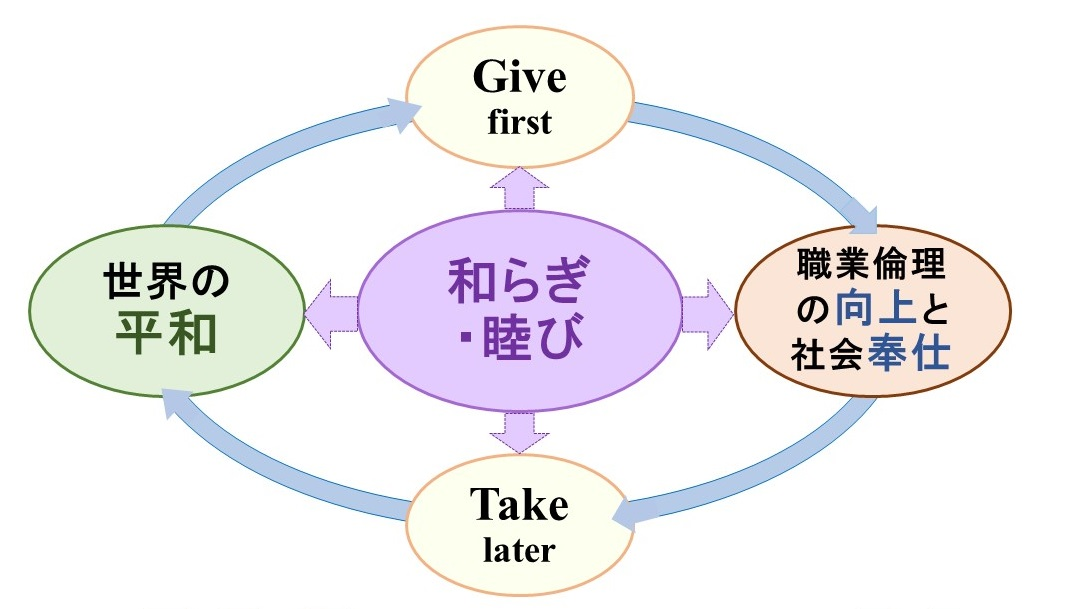 Give
first
世界の
平和
和らぎ
・睦び
職業倫理
の向上と
社会奉仕
Take
later